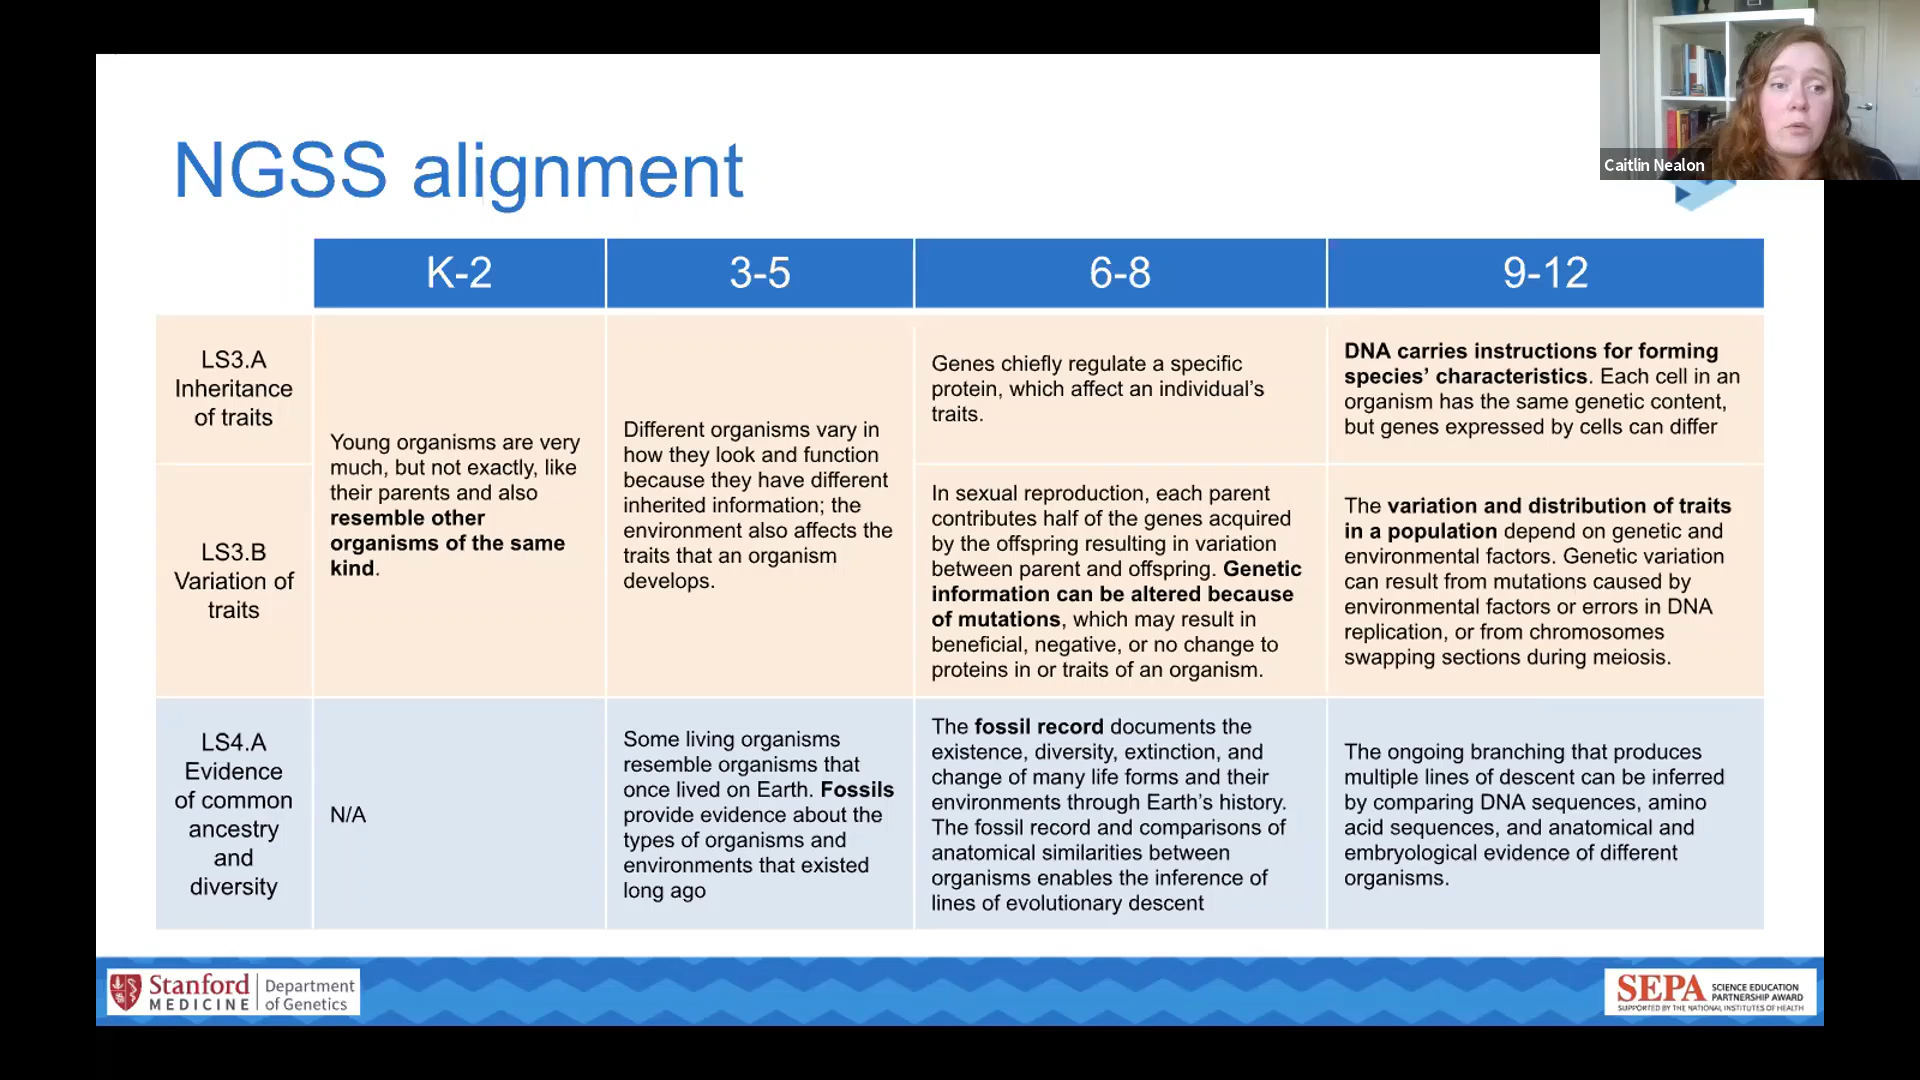 Caitlin Nealon
NGSS alignment
K-2
3-5
6-8
9-12
LS3.A
Inheritance
of traits
Young organisms are very
much, but not exactly, like
their parents and also
resemble other
organisms of the same
kind.
Different organisms vary in
how they look and function
because they have different
inherited information; the
environment also affects the
traits that an organism
develops.
Genes chiefly regulate a specific
protein, which affect an individual's
traits.
DNA carries instructions for forming
species' characteristics. Each cell in an
organism has the same genetic content,
but genes expressed by cells can differ
LS3.B
Variation of
traits
In sexual reproduction, each parent
contributes half of the genes acquired
by the offspring resulting in variation
between parent and offspring. Genetic
information can be altered because
of mutations, which may result in
beneficial, negative, or no change to
proteins in or traits of an organism.
The variation and distribution of traits
in a population depend on genetic and
environmental factors. Genetic variation
can result from mutations caused by
environmental factors or errors in DNA
replication, or from chromosomes
swapping sections during meiosis.
LS4.A
Evidence
of common
ancestry
and
diversity
N/A
Some living organisms
resemble organisms that
once lived on Earth. Fossils
provide evidence about the
types of organisms and
environments that existed
long ago
The fossil record documents the
existence, diversity, extinction, and
change of many life forms and their
environments through Earth's history.
The fossil record and comparisons of
anatomical similarities between
organisms enables the inference of
lines of evolutionary descent
The ongoing branching that produces
multiple lines of descent can be inferred
by comparing DNA sequences, amino
acid sequences, and anatomical and
embryological evidence of different
organisms.
Stanford
MEDICINE
Department
of Genetics
SEPA
SCIENCE EDUCATION
PARTNERSHIP AWARD
SUPPORTED BY THE NATIONAL INSTITUTES OF HEALTH